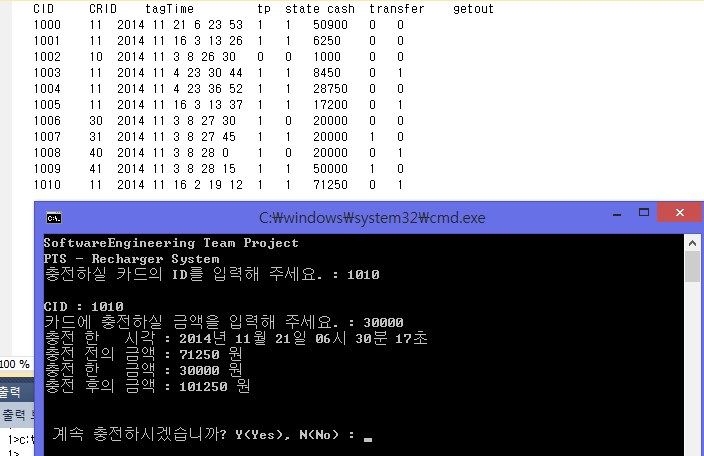 CID CRID tagTime tp state cash transfer getout
1000 11 2014 11 21 6 23 53 1 1 50900 0 0
1001 11 2014 11 16 3 13 26 1 1 6250 0 0
1002 10 2014 11 3 8 26 30 0 0 1000 0 0
1003 11 2014 11 4 23 30 44 1 1 8450 0 1
1004 11 2014 11 4 23 36 52 1 1 28750 0 0
1005 11 2014 11 16 3 13 37 1 1 17200 0 1
1006 30 2014 11 3 8 27 30 1 0 20000 0 0
1007 31 2014 11 3 8 27 45 1 1 20000 1 0
1008 40 2014 11 3 8 28 0 1 0 20000 0 1
1009 41 2014 11 3 8 28 15 1 1 50000 1 0
1010 11 2014 11 16 2 19 12 1 1 71250 0 1
C:\. C:₩windows₩system32₩cmd.exe
SoftwareEngineering Team Project
PTS - Recharger System
충전하실 카드의 ID를 입력해 주세요. : 1010
CID : 1010
카드에 충전하실 금액을 입력해 주세요. : 30000
충전 한 시각 : 2014년 11월 21일 06시 30분 17초
충전 전의 금액 : 71250 원
충전 한 금액 : 30000 원
충전 후의 금액 : 101250 원
계속 충전하시겠습니까? Y(Yes), N(No) : _
100 %
출력
출력
1>c:
1>